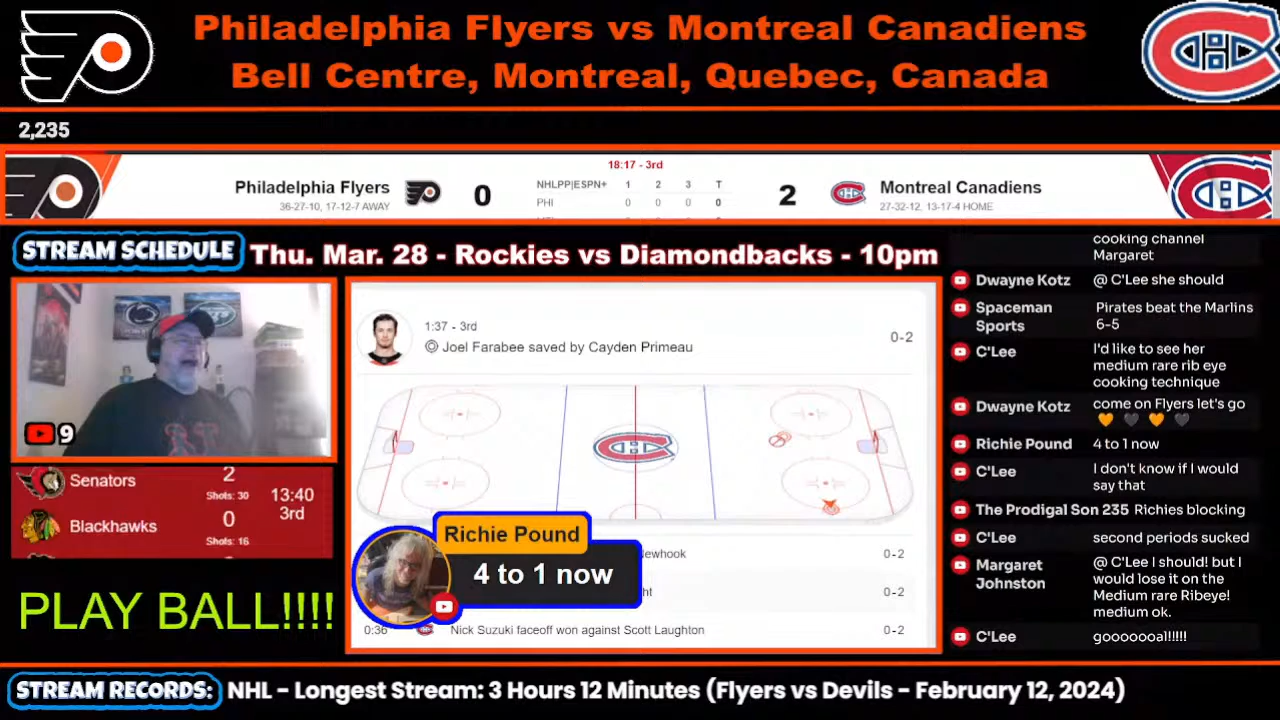 Philadelphia Flyers vs Montreal Canadiens
Bell Centre, Montreal, Quebec, Canada
2,235
18:17 - 3rd
Philadelphia Flyers
36-27-10, 17-12-7 AWAY
0
NHLPP|ESPN+ 1 2 3 T
PHI 0 0 0 0
2
Montreal Canadiens
27-32-12, 13-17-4 HOME
STREAM SCHEDULE
Thu. Mar. 28 - Rockies vs Diamondbacks - 10pm
9
Senators 2
Shots: 30
Blackhawks 0
Shots: 16
13:40
3rd
PLAY BALL!!!!
1:37 - 3rd
Joel Farabee saved by Cayden Primeau
0-2
Richie Pound
4 to 1 now
ewhook 0-2
ht 0-2
0:36 Nick Suzuki faceoff won against Scott Laughton 0-2
cooking channel
Margaret
Dwayne Kotz @ C'Lee she should
Spaceman
Sports
Pirates beat the Marlins
6-5
C'Lee I'd like to see her
medium rare rib eye
cooking technique
Dwayne Kotz come on Flyers let's go
🧡 🖤 🧡 🖤
Richie Pound 4 to 1 now
C'Lee I don't know if I would
say that
The Prodigal Son 235 Richies blocking
C'Lee second periods sucked
Margaret
Johnston
@ C'Lee I should! but I
would lose it on the
Medium rare Ribeye!
medium ok.
C'Lee gooooooal!!!!!
STREAM RECORDS:
NHL - Longest Stream: 3 Hours 12 Minutes (Flyers vs Devils - February 12, 2024)